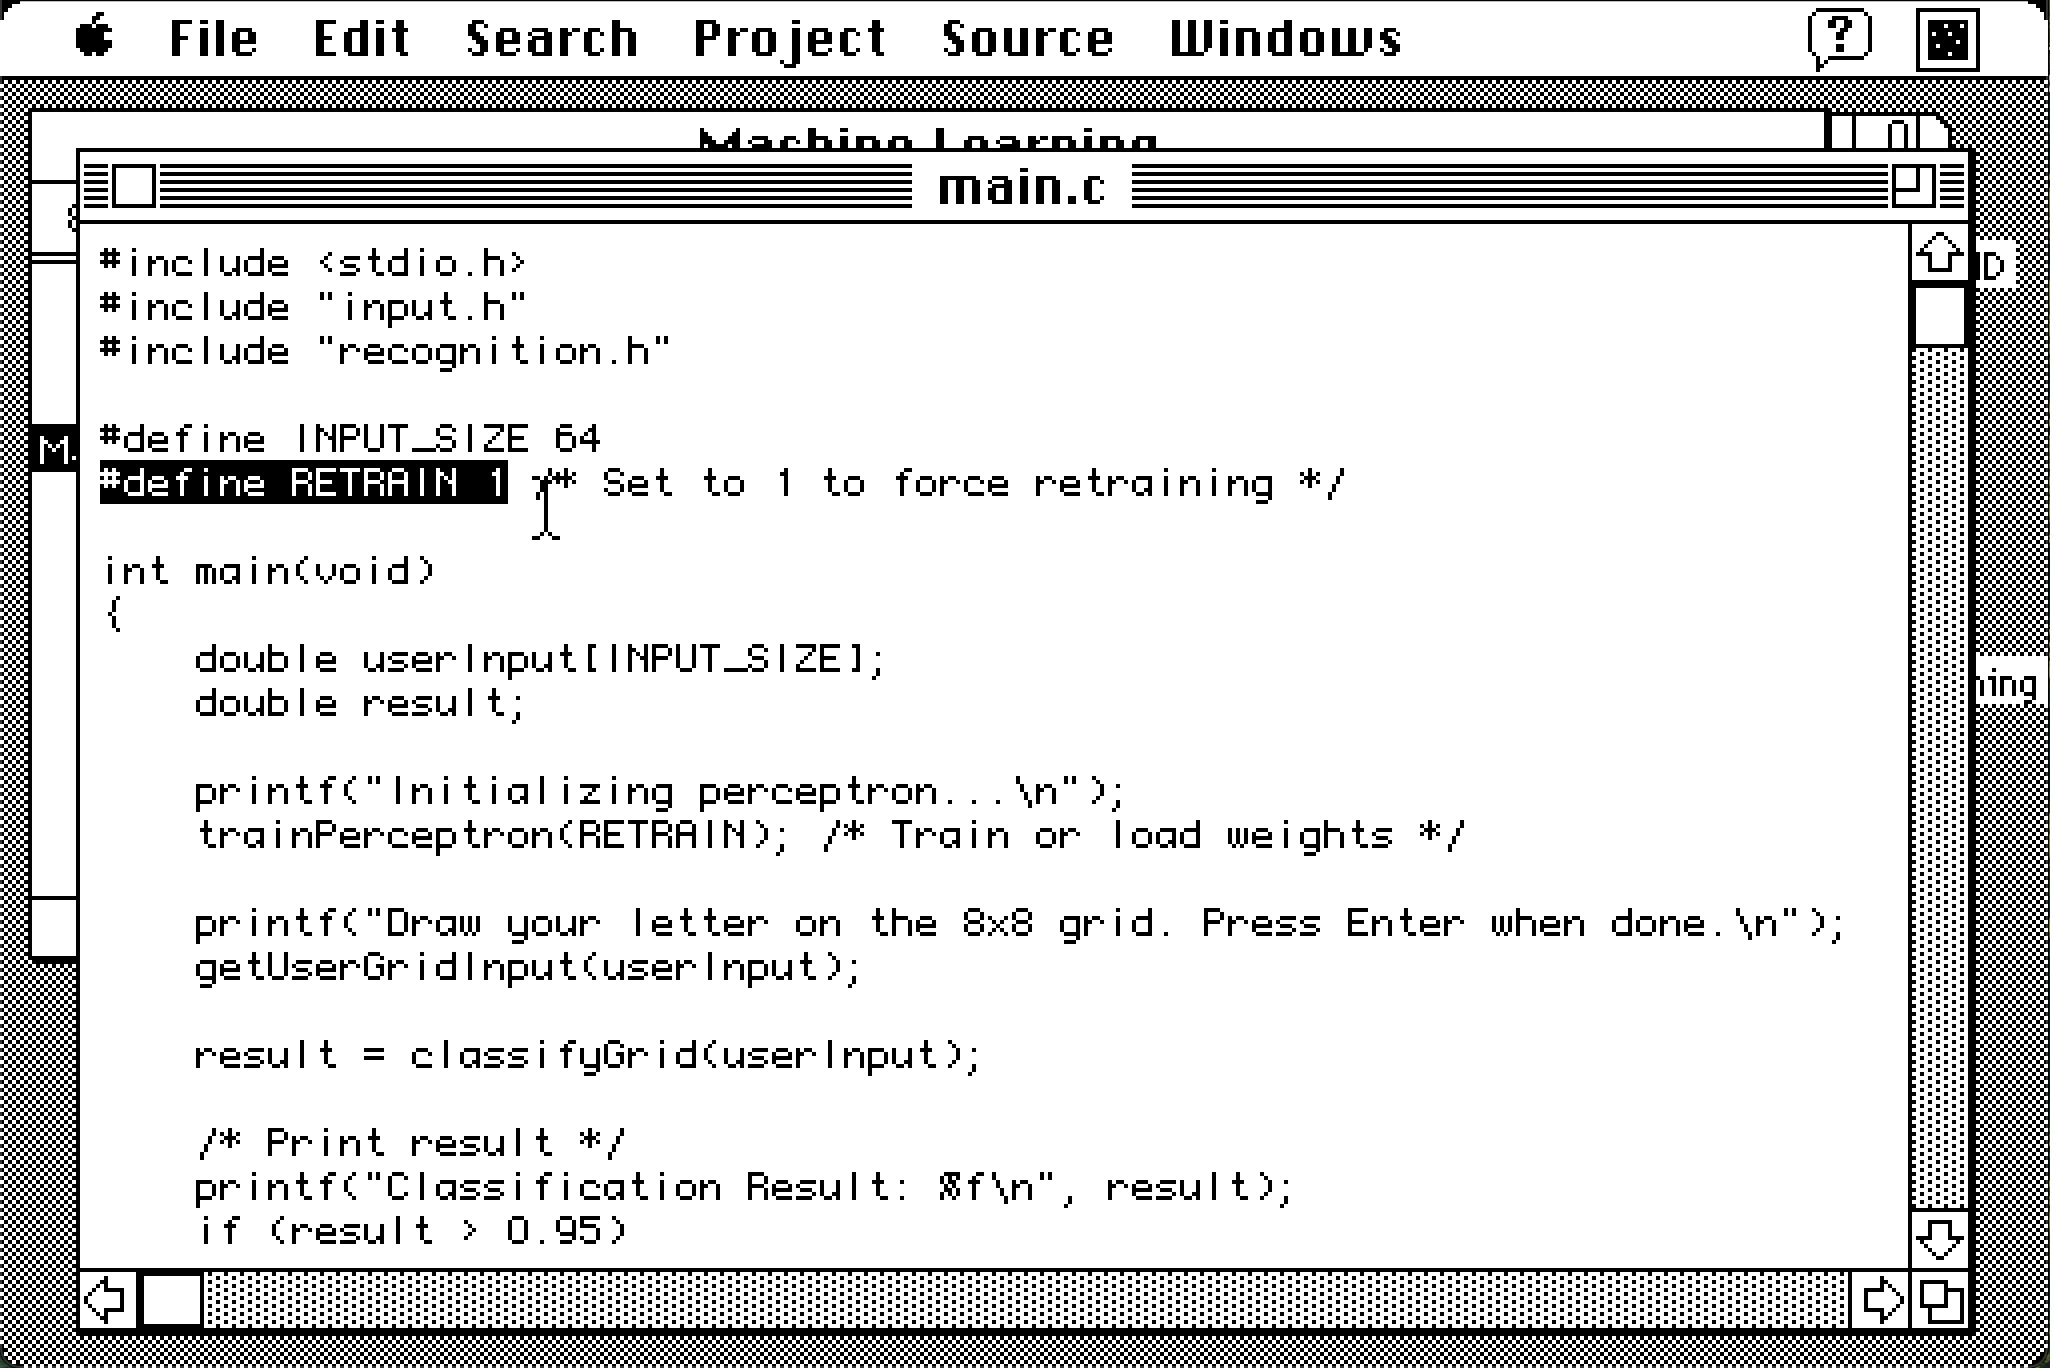 File Edit Search Project Source Windows
Machine Learning
main.c
#include <stdio.h>
#include "input.h"
#include "recognition.h"
#define INPUT_SIZE 64
#define RETRAIN 1 /* Set to 1 to force retraining */
int main(void)
{
double userInput[INPUT_SIZE];
double result;
printf("Initializing perceptron...\n");
trainPerceptron(RETRAIN); /* Train or load weights */
printf("Draw your letter on the 8x8 grid. Press Enter when done.\n");
getUserGridInput(userInput);
result = classifyGrid(userInput);
/* Print result */
printf("Classification Result: %f\n", result);
if (result > 0.95)